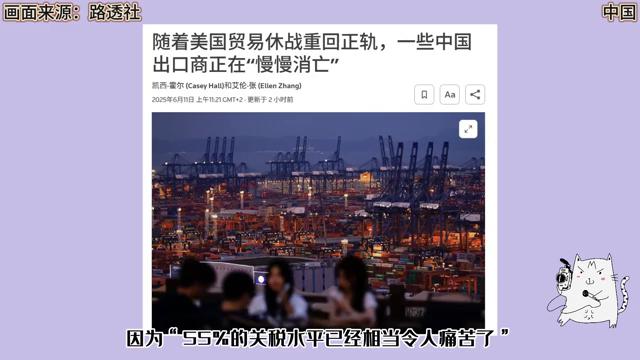 画面来源：路透社
中国
随着美国贸易休战重回正轨，一些中国
出口商正在“慢慢消亡”
凯西·霍尔 (Casey Hall)和艾伦·张 (Ellen Zhang)
2025年6月11日 上午11:21 GMT+2 · 更新于 2 小时前
Aa
因为“55%的关税水平已经相当令人痛苦了”